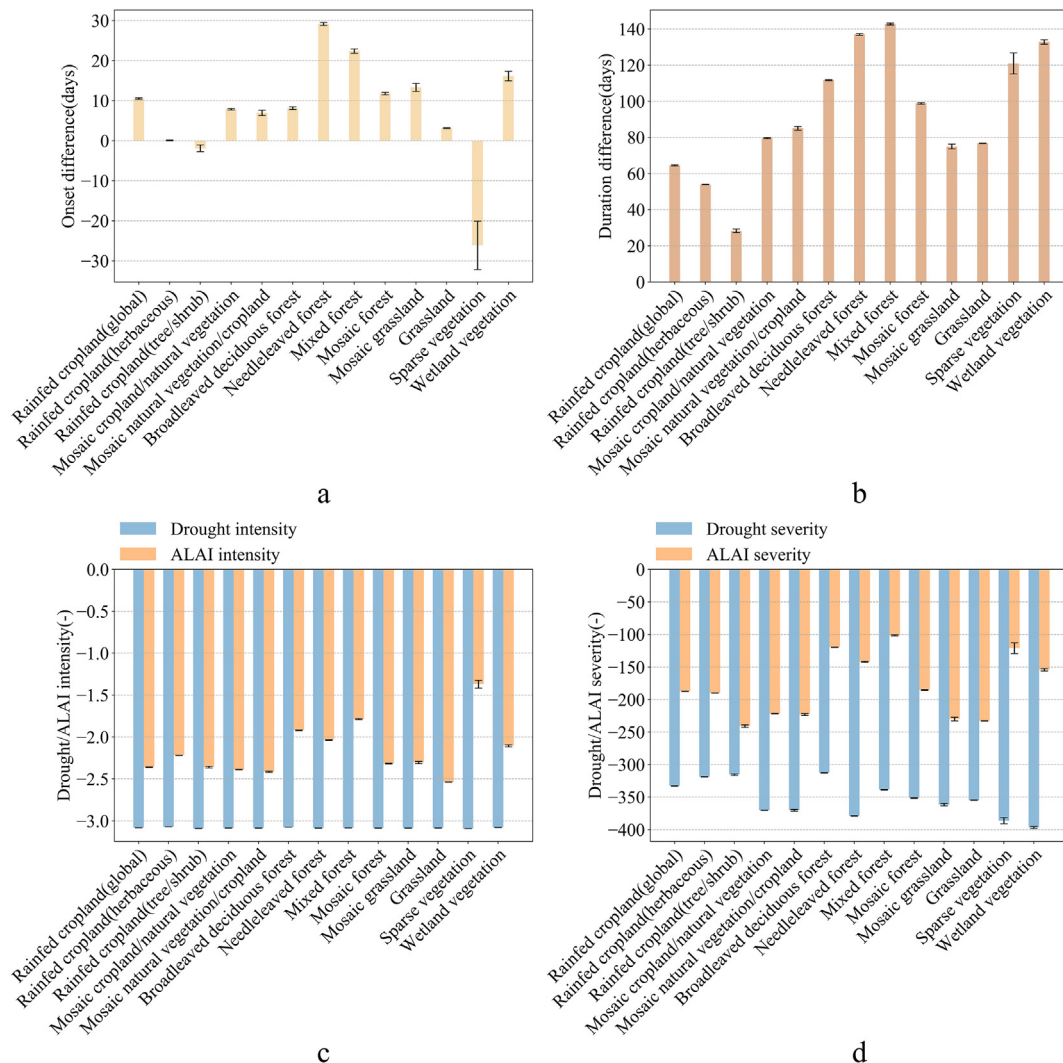 Onset difference(days)
30
20
10
0
−10
−20
−30
Rainfed cropland(global)
Rainfed cropland(herbaceous)
Rainfed cropland(tree/shrub)
Mosaic cropland/natural vegetation
Mosaic natural vegetation/cropland
Broadleaved deciduous forest
Needleleaved forest
Mixed forest
Mosaic forest
Mosaic grassland
Grassland
Sparse vegetation
Wetland vegetation
a
Duration difference(days)
140
120
100
80
60
40
20
0
Rainfed cropland(global)
Rainfed cropland(herbaceous)
Rainfed cropland(tree/shrub)
Mosaic cropland/natural vegetation
Mosaic natural vegetation/cropland
Broadleaved deciduous forest
Needleleaved forest
Mixed forest
Mosaic forest
Mosaic grassland
Grassland
Sparse vegetation
Wetland vegetation
b
Drought intensity
ALAI intensity
Drought/ALAI intensity(-)
0.0
−0.5
−1.0
−1.5
−2.0
−2.5
−3.0
Rainfed cropland(global)
Rainfed cropland(herbaceous)
Rainfed cropland(tree/shrub)
Mosaic cropland/natural vegetation
Mosaic natural vegetation/cropland
Broadleaved deciduous forest
Needleleaved forest
Mixed forest
Mosaic forest
Mosaic grassland
Grassland
Sparse vegetation
Wetland vegetation
c
Drought severity
ALAI severity
Drought/ALAI severity(-)
0
−50
−100
−150
−200
−250
−300
−350
−400
Rainfed cropland(global)
Rainfed cropland(herbaceous)
Rainfed cropland(tree/shrub)
Mosaic cropland/natural vegetation
Mosaic natural vegetation/cropland
Broadleaved deciduous forest
Needleleaved forest
Mixed forest
Mosaic forest
Mosaic grassland
Grassland
Sparse vegetation
Wetland vegetation
d